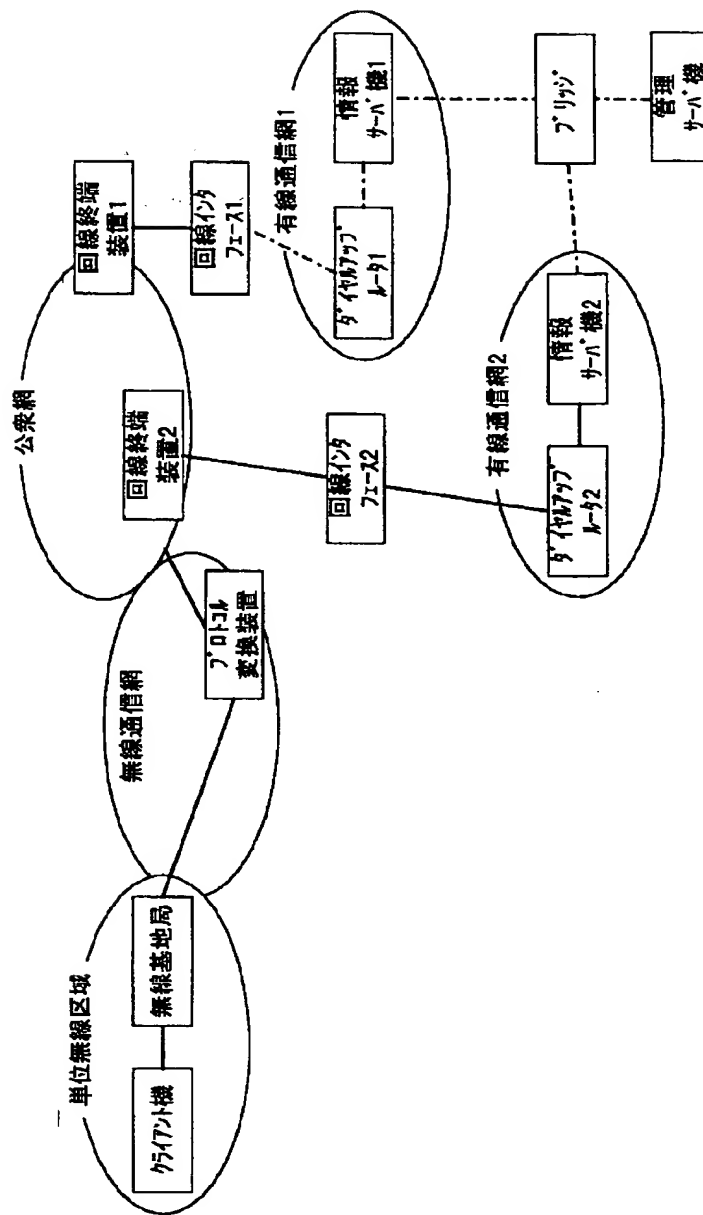 単位無線区域
クライアント機
無線基地局
無線通信網
プロトコル
変換装置
公衆網
回線終端
装置2
回線終端
装置1
回線インタ
フェース1
回線インタ
フェース2
有線通信網1
ダイヤルアップ
ルータ1
情報
サーバ機1
有線通信網2
ダイヤルアップ
ルータ2
情報
サーバ機2
ブリッジ
管理
サーバ機